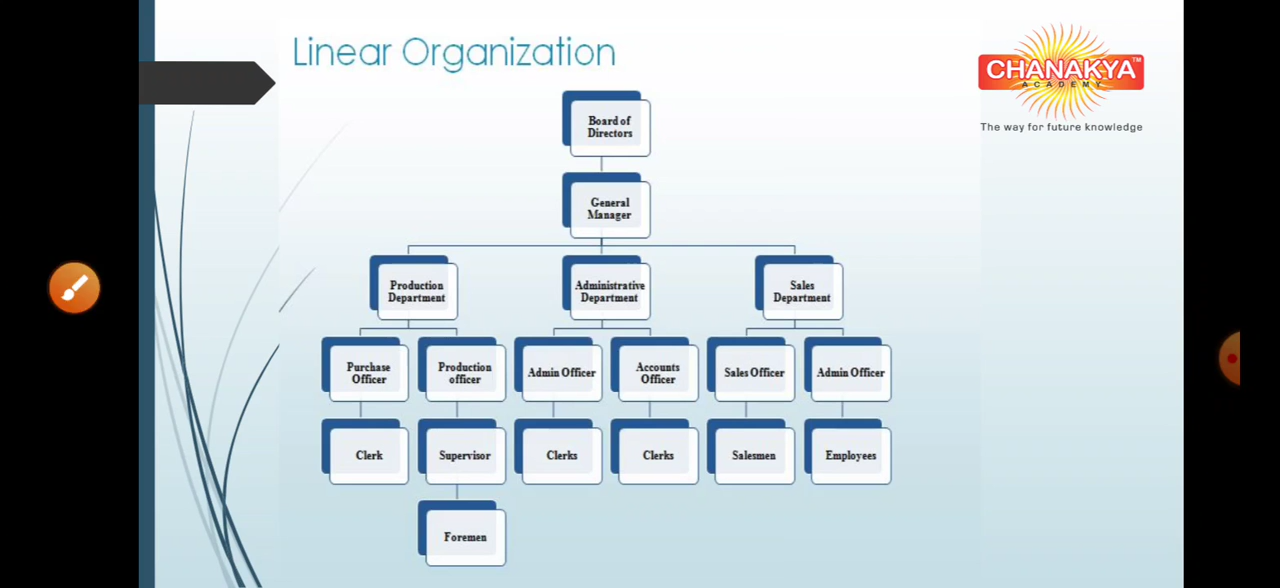 Linear Organization
CHANAKYA™
ACADEMY
The way for future knowledge
Board of
Directors
General
Manager
Production
Department
Administrative
Department
Sales
Department
Purchase
Officer
Production
officer
Admin Officer
Accounts
Officer
Sales Officer
Admin Officer
Clerk
Supervisor
Clerks
Clerks
Salesmen
Employees
Foremen